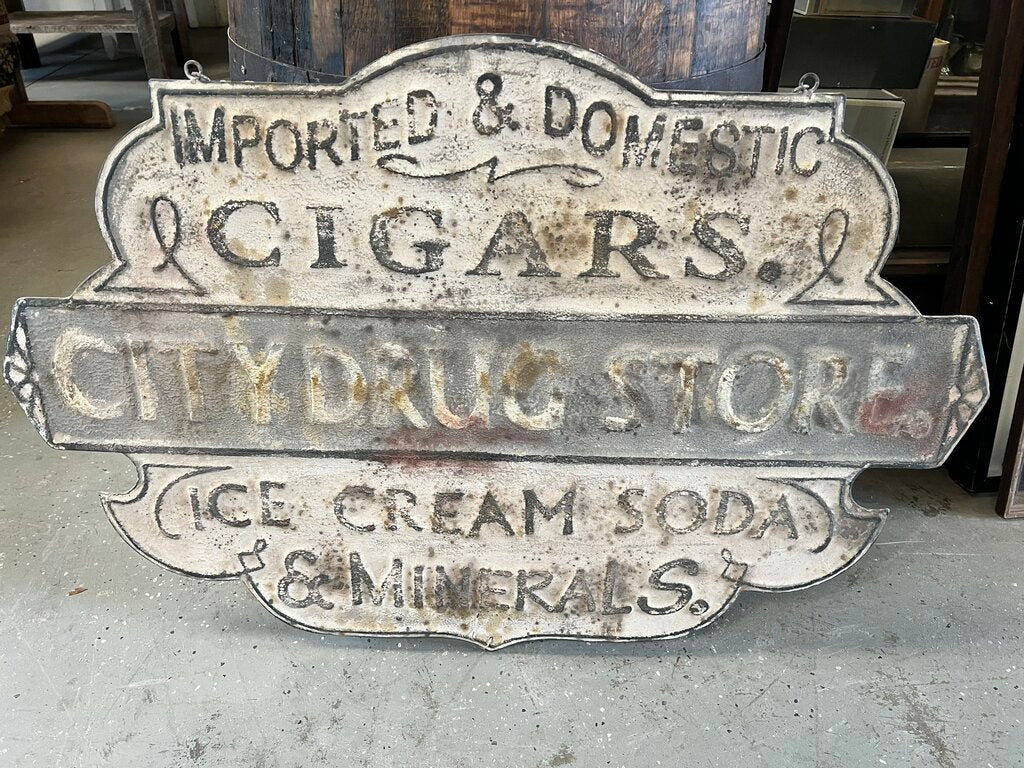 IMPORTED & DOMESTIC
CIGARS.
CITY DRUG STORE
ICE CREAM SODA
& MINERALS.